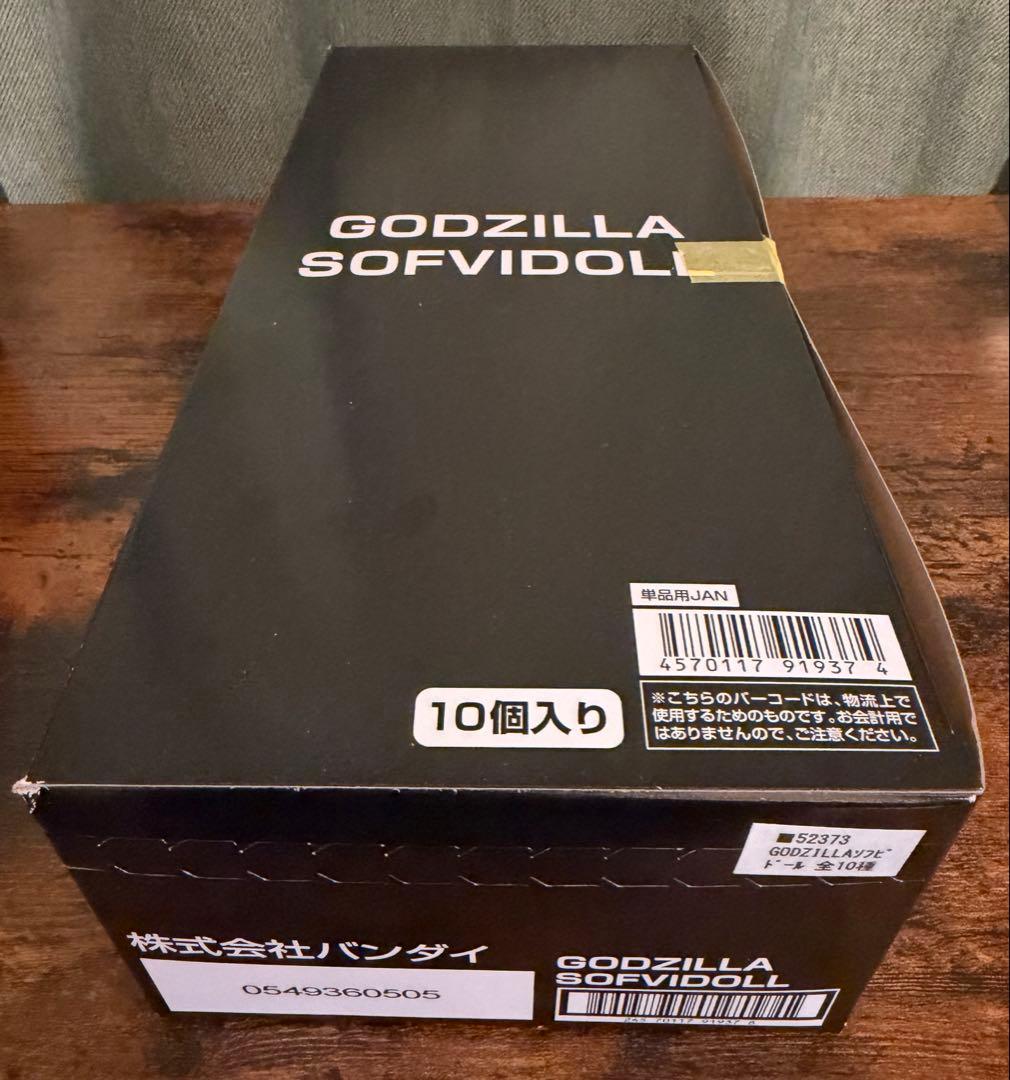 GODZILLA
SOFVIDOLL
単品用JAN
4570117 91937 4
※こちらのバーコードは、物流上で
使用するためのものです。お会計用で
はありませんので、ご注意ください。
10個入り
■52373
GODZILLAソフビ
ドール 全10種
株式会社バンダイ
0549360505
GODZILLA
SOFVIDOLL
245 70117 91937 8